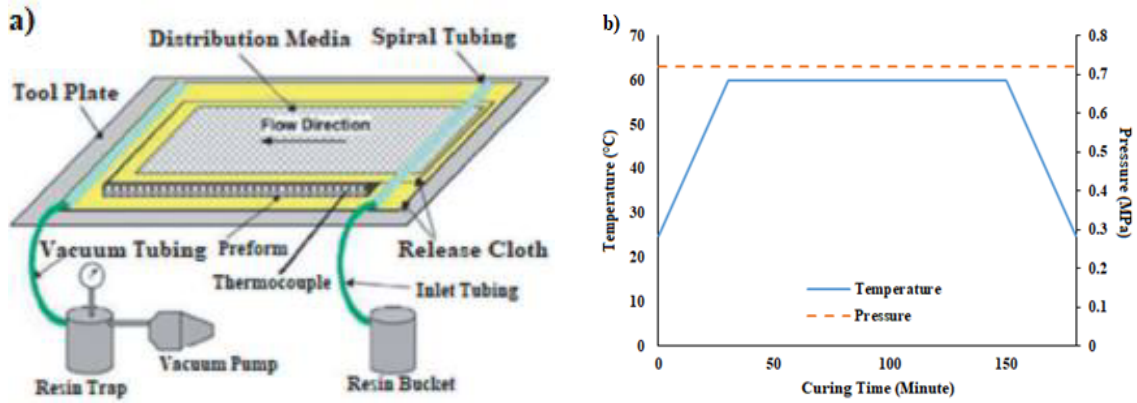 a)
Distribution Media
Spiral Tubing
Tool Plate
Flow Direction
Vacuum Tubing
Preform
Release Cloth
Thermocouple
Inlet Tubing
Vacuum Pump
Resin Trap
Resin Bucket
b)
70
60
50
40
30
20
10
0
Temperature (°C)
0.8
0.7
0.6
0.5
0.4
0.3
0.2
0.1
0
Pressure (MPa)
Temperature
Pressure
0 50 100 150
Curing Time (Minute)